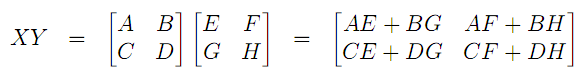 XY = [A B C D] [E F G H] = [AE + BG AF + BH CE + DG CF + DH]